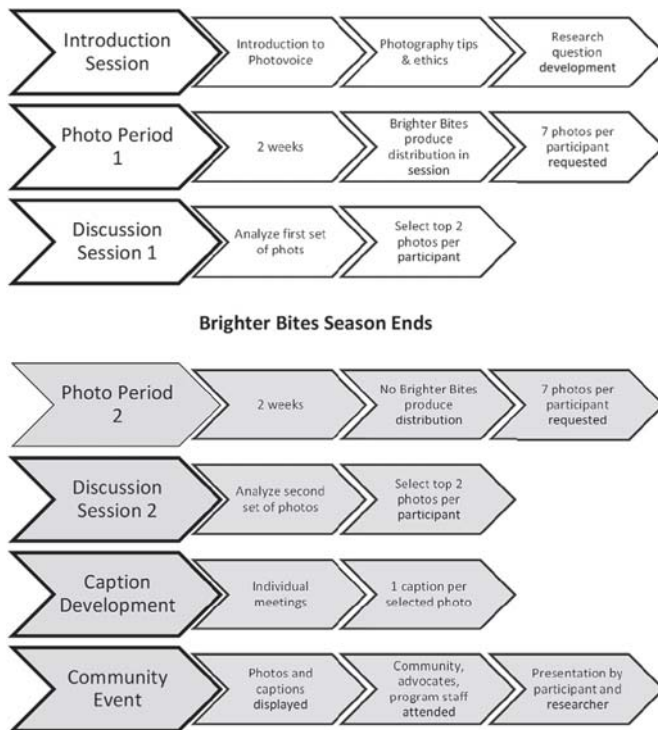 Introduction
Session
Introduction to
Photovoice
Photography tips
& ethics
Research
question
development
Photo Period
1
2 weeks
Brighter Bites
produce
distribution in
session
7 photos per
participant
requested
Discussion
Session 1
Analyze first set
of phots
Select top 2
photos per
participant
Brighter Bites Season Ends
Photo Period
2
2 weeks
No Brighter Bites
produce
distribution
7 photos per
participant
requested
Discussion
Session 2
Analyze second
set of photos
Select top 2
photos per
participant
Caption
Development
Individual
meetings
1 caption per
selected photo
Community
Event
Photos and
captions
displayed
Community,
advocates,
program staff
attended
Presentation by
participant and
researcher